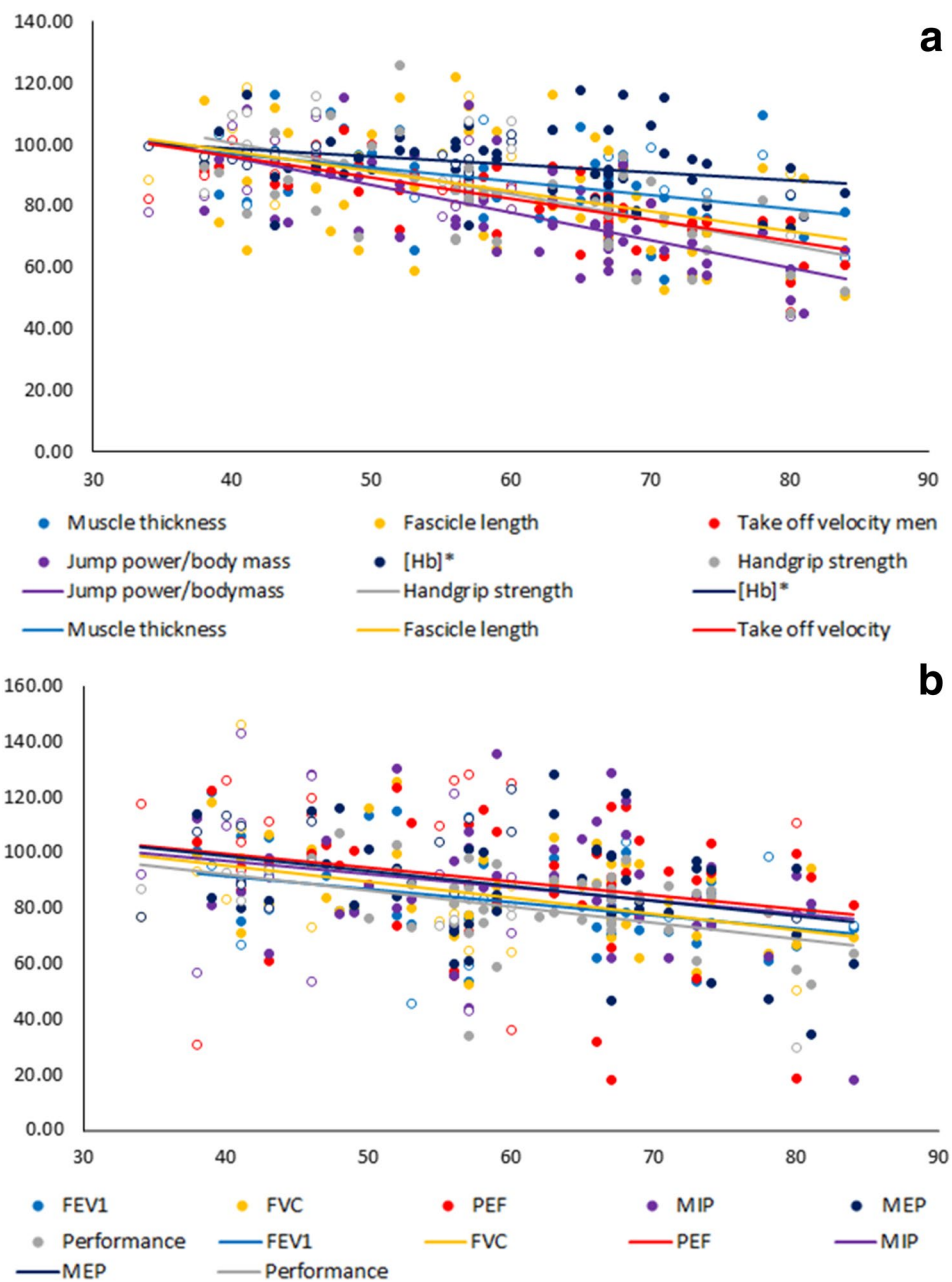 a
140.00
120.00
100.00
80.00
60.00
40.00
20.00
0.00
30 40 50 60 70 80 90
Muscle thickness Fascicle length Take off velocity men
Jump power/body mass [Hb]* Handgrip strength
Jump power/bodymass Handgrip strength [Hb]*
Muscle thickness Fascicle length Take off velocity
b
160.00
140.00
120.00
100.00
80.00
60.00
40.00
20.00
0.00
30 40 50 60 70 80 90
FEV1 FVC PEF MIP MEP
Performance FEV1 FVC PEF MIP
MEP Performance